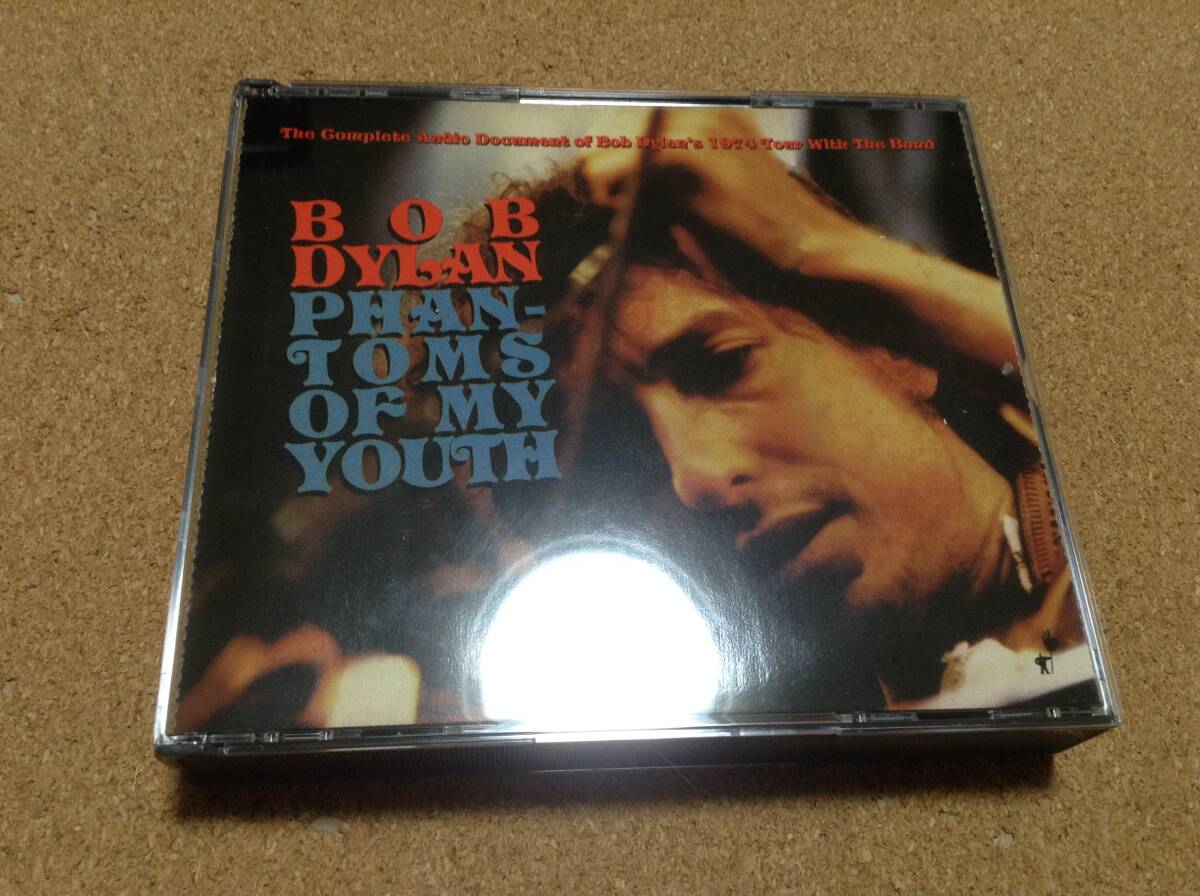 The Complete Audio Document of Bob Dylan's 1974 Tour With The Band
BOB
DYLAN
PHAN-
TOMS
OF MY
YOUTH